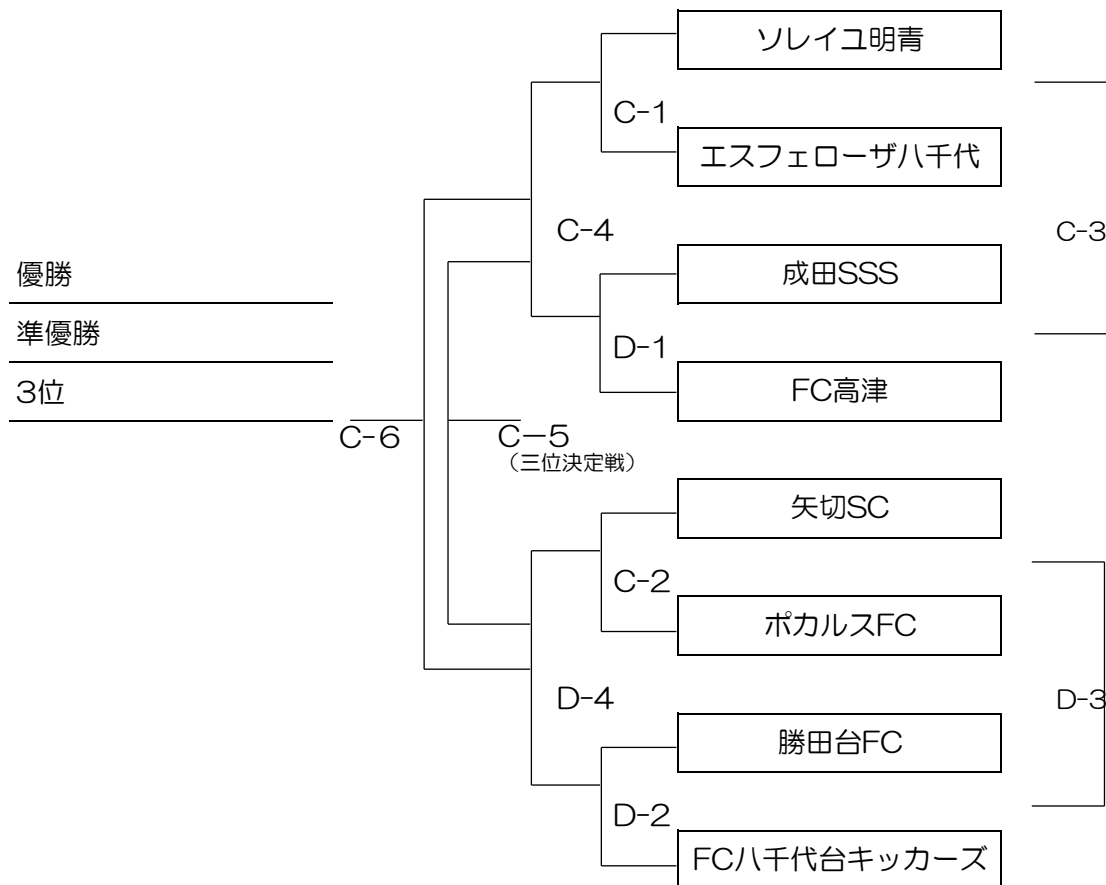 ソレイユ明青
C-1
エスフェローザ八千代
C-4
C-3
優勝
成田SSS
準優勝
D-1
3位
FC高津
C-6
C−5
（三位決定戦）
矢切SC
C-2
ポカルスFC
D-4
D-3
勝田台FC
D-2
FC八千代台キッカーズ